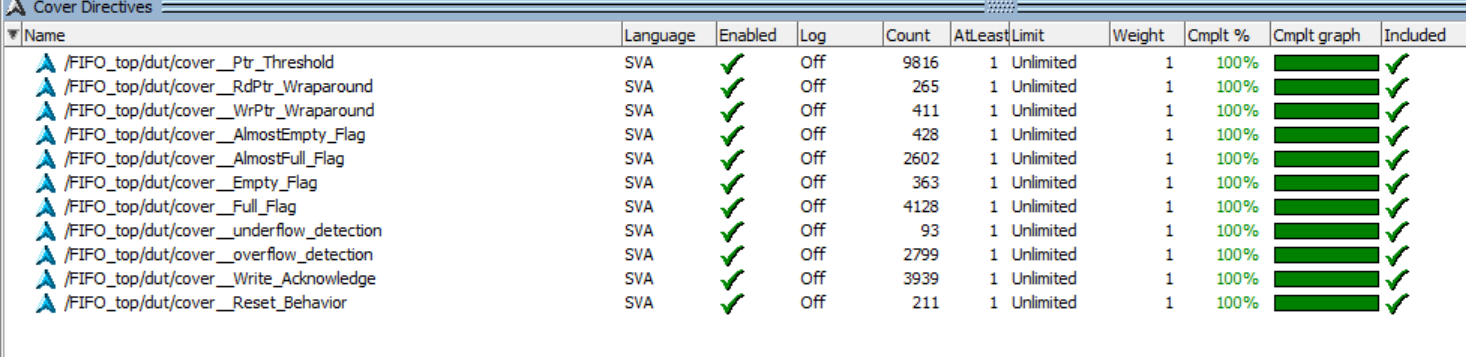 Cover Directives
Name Language Enabled Log Count AtLeast Limit Weight Cmplt % Cmplt graph Included
/FIFO_top/dut/cover__Ptr_Threshold SVA Off 9816 1 Unlimited 1 100%
/FIFO_top/dut/cover__RdPtr_Wraparound SVA Off 265 1 Unlimited 1 100%
/FIFO_top/dut/cover__WrPtr_Wraparound SVA Off 411 1 Unlimited 1 100%
/FIFO_top/dut/cover__AlmostEmpty_Flag SVA Off 428 1 Unlimited 1 100%
/FIFO_top/dut/cover__AlmostFull_Flag SVA Off 2602 1 Unlimited 1 100%
/FIFO_top/dut/cover__Empty_Flag SVA Off 363 1 Unlimited 1 100%
/FIFO_top/dut/cover__Full_Flag SVA Off 4128 1 Unlimited 1 100%
/FIFO_top/dut/cover__underflow_detection SVA Off 93 1 Unlimited 1 100%
/FIFO_top/dut/cover__overflow_detection SVA Off 2799 1 Unlimited 1 100%
/FIFO_top/dut/cover__Write_Acknowledge SVA Off 3939 1 Unlimited 1 100%
/FIFO_top/dut/cover__Reset_Behavior SVA Off 211 1 Unlimited 1 100%